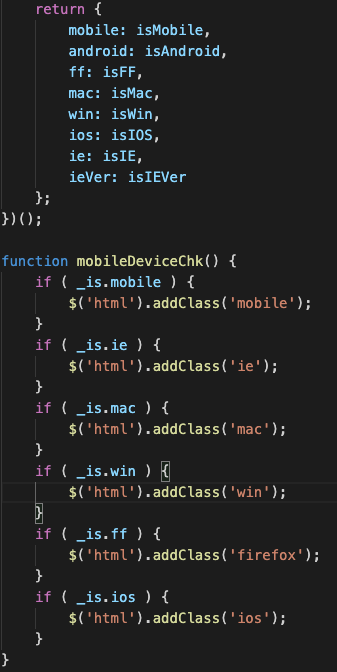 return {
mobile: isMobile,
android: isAndroid,
ff: isFF,
mac: isMac,
win: isWin,
ios: isIOS,
ie: isIE,
ieVer: isIEVer
};
})();
function mobileDeviceChk() {
if ( _is.mobile ) {
$('html').addClass('mobile');
}
if ( _is.ie ) {
$('html').addClass('ie');
}
if ( _is.mac ) {
$('html').addClass('mac');
}
if ( _is.win ) {
$('html').addClass('win');
}
if ( _is.ff ) {
$('html').addClass('firefox');
}
if ( _is.ios ) {
$('html').addClass('ios');
}
}